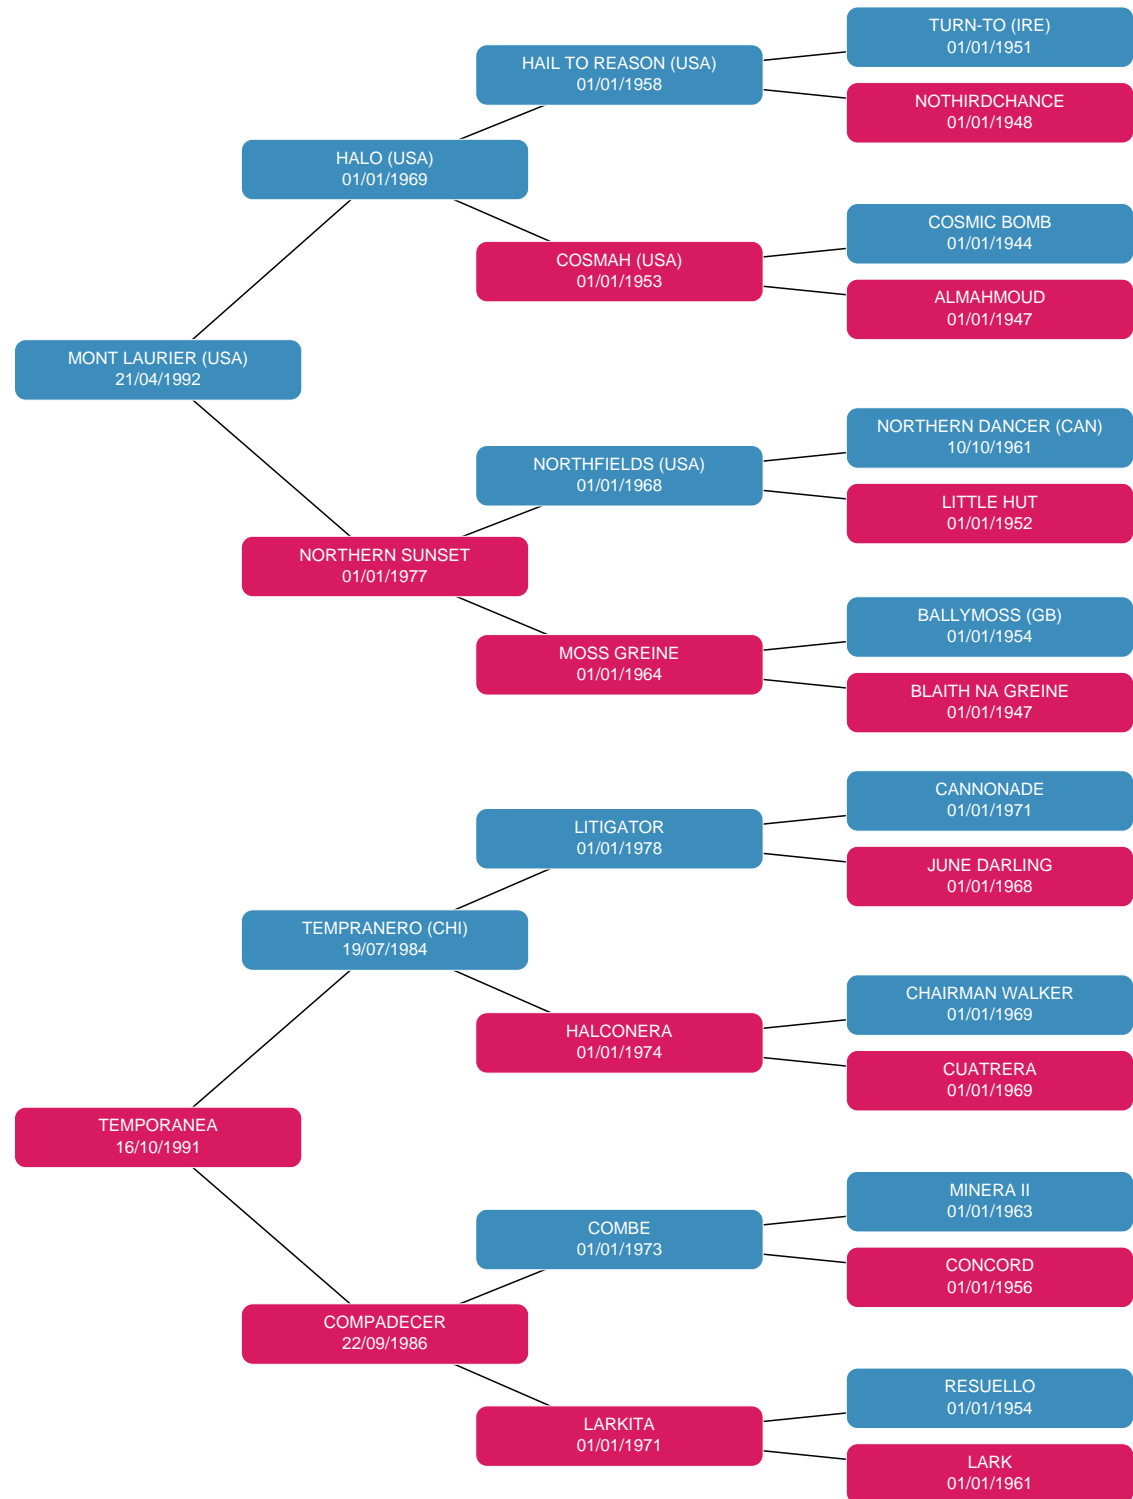 TURN-TO (IRE)
01/01/1951
HAIL TO REASON (USA)
01/01/1958
NOTHIRDCHANCE
01/01/1948
HALO (USA)
01/01/1969
COSMIC BOMB
01/01/1944
COSMAH (USA)
01/01/1953
ALMAHMOUD
01/01/1947
MONT LAURIER (USA)
21/04/1992
NORTHERN DANCER (CAN)
10/10/1961
NORTHFIELDS (USA)
01/01/1968
LITTLE HUT
01/01/1952
NORTHERN SUNSET
01/01/1977
BALLYMOSS (GB)
01/01/1954
MOSS GREINE
01/01/1964
BLAITH NA GREINE
01/01/1947
CANNONADE
01/01/1971
LITIGATOR
01/01/1978
JUNE DARLING
01/01/1968
TEMPRANERO (CHI)
19/07/1984
CHAIRMAN WALKER
01/01/1969
HALCONERA
01/01/1974
CUATRERA
01/01/1969
TEMPORANEA
16/10/1991
MINERA II
01/01/1963
COMBE
01/01/1973
CONCORD
01/01/1956
COMPADECER
22/09/1986
RESUELLO
01/01/1954
LARKITA
01/01/1971
LARK
01/01/1961